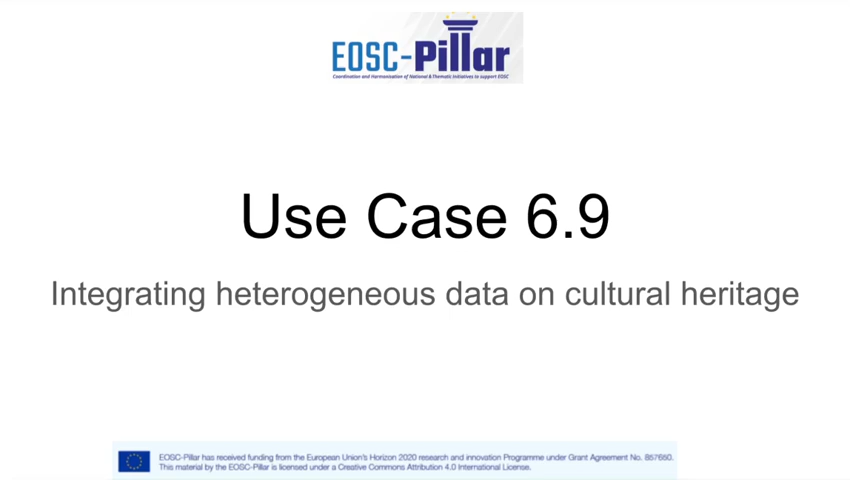 EOSC-Pillar
Coordination and Harmonisation of National & Thematic Initiatives to support EOSC
Use Case 6.9
Integrating heterogeneous data on cultural heritage
EOSC-Pillar has received funding from the European Union's Horizon 2020 research and innovation Programme under Grant Agreement No. 857650.
This material by the EOSC-Pillar is licensed under a Creative Commons Attribution 4.0 International License.